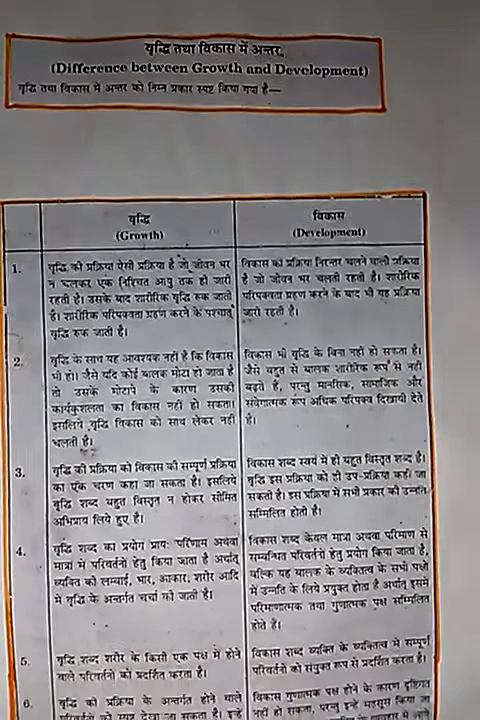 वृद्धि तथा विकास में अन्तर
(Difference between Growth and Development)
वृद्धि तथा विकास में अन्तर को निम्न प्रकार स्पष्ट किया गया है—
वृद्धि
(Growth)
विकास
(Development)
1.
वृद्धि की प्रक्रिया ऐसी प्रक्रिया है जो जीवन भर
न चलकर एक निश्चित आयु तक ही जारी
रहती है। उसके बाद शारीरिक वृद्धि रुक जाती
है। शारीरिक परिपक्वता ग्रहण करने के पश्चात्
वृद्धि रुक जाती है।
विकास की प्रक्रिया निरन्तर चलने वाली प्रक्रिया
है जो जीवन भर चलती रहती है। शारीरिक
परिपक्वता ग्रहण करने के बाद भी यह प्रक्रिया
जारी रहती है।
2.
वृद्धि के साथ यह आवश्यक नहीं है कि विकास
भी हो। जैसे यदि कोई बालक मोटा हो जाता है
तो उसके मोटापे के कारण उसकी
कार्यकुशलता का विकास नहीं हो सकता।
इसलिये वृद्धि विकास को साथ लेकर नहीं
चलती है।
विकास भी वृद्धि के बिना नहीं हो सकता है।
जैसे बहुत से बालक शारीरिक रूप से नहीं
बढ़ते हैं, परन्तु मानसिक, सामाजिक और
संवेगात्मक रूप अधिक परिपक्व दिखायी देते
हैं।
3.
वृद्धि की प्रक्रिया को विकास की सम्पूर्ण प्रक्रिया
का एक चरण कहा जा सकता है। इसलिये
वृद्धि शब्द बहुत विस्तृत न होकर सीमित
अभिप्राय लिये हुए है।
विकास शब्द स्वयं में ही बहुत विस्तृत शब्द है।
वृद्धि इस प्रक्रिया की ही उप-प्रक्रिया कही जा
सकती है। इस प्रक्रिया में सभी प्रकार की उन्नति
सम्मिलित होती है।
4.
वृद्धि शब्द का प्रयोग प्रायः परिणाम अथवा
मात्रा में परिवर्तनों हेतु किया जाता है अर्थात्
व्यक्ति की लम्बाई, भार, आकार, शरीर आदि
में वृद्धि के अन्तर्गत चर्चा की जाती है।
विकास शब्द केवल मात्रा अथवा परिमाण से
सम्बन्धित परिवर्तनों हेतु प्रयोग किया जाता है,
बल्कि यह बालक के व्यक्तित्व के सभी पक्षों
में उन्नति के लिये प्रयुक्त होता है अर्थात् इसमें
परिमाणात्मक तथा गुणात्मक पक्ष सम्मिलित
होते हैं।
5.
वृद्धि शब्द शरीर के किसी एक पक्ष में होने
वाले परिवर्तनों को प्रदर्शित करता है।
विकास शब्द व्यक्ति के व्यक्तित्व में सम्पूर्ण
परिवर्तनों को संयुक्त रूप से प्रदर्शित करता है।
6.
वृद्धि की प्रक्रिया के अन्तर्गत होने वाले
परिवर्तनों को स्पष्ट देखा जा सकता है। इन्हें
विकास गुणात्मक पक्ष होने के कारण दृष्टिगत
नहीं हो सकता, परन्तु इन्हें महसूस किया जा